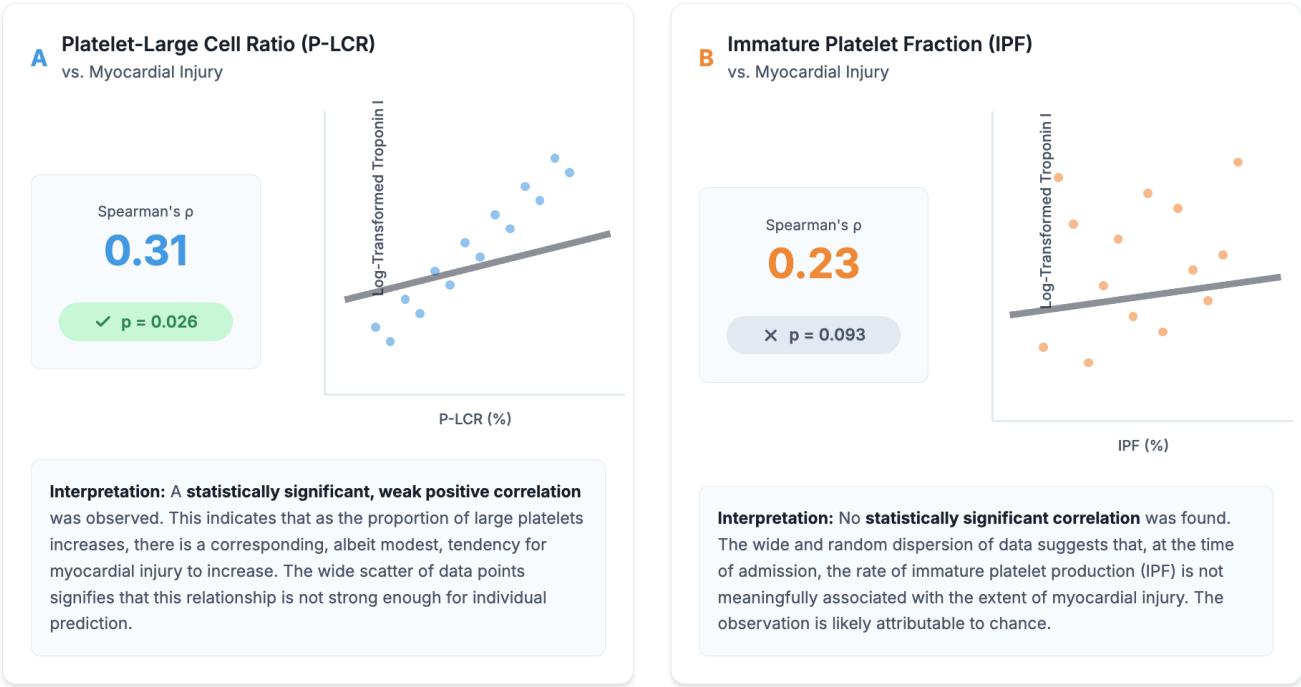 A
Platelet-Large Cell Ratio (P-LCR)
vs. Myocardial Injury
Log-Transformed Troponin I
Spearman's ρ
0.31
✓ p = 0.026
P-LCR (%)
Interpretation: A statistically significant, weak positive correlation
was observed. This indicates that as the proportion of large platelets
increases, there is a corresponding, albeit modest, tendency for
myocardial injury to increase. The wide scatter of data points
signifies that this relationship is not strong enough for individual
prediction.
B
Immature Platelet Fraction (IPF)
vs. Myocardial Injury
Log-Transformed Troponin I
Spearman's ρ
0.23
✕ p = 0.093
IPF (%)
Interpretation: No statistically significant correlation was found.
The wide and random dispersion of data suggests that, at the time
of admission, the rate of immature platelet production (IPF) is not
meaningfully associated with the extent of myocardial injury. The
observation is likely attributable to chance.